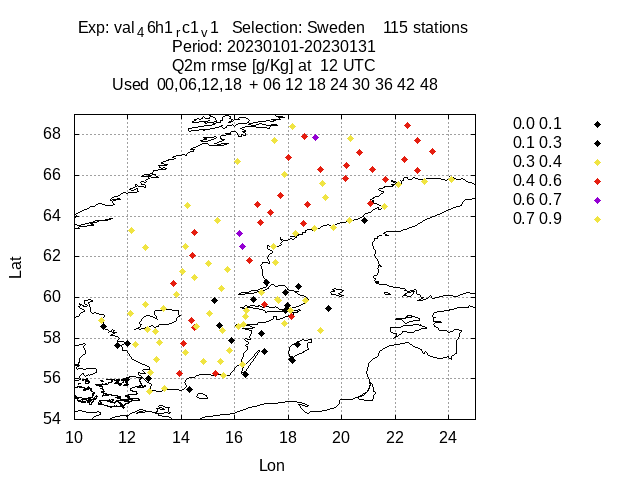 Exp: val46h1rc1v1 Selection: Sweden 115 stations
Period: 20230101-20230131
Q2m rmse [g/Kg] at 12 UTC
Used 00,06,12,18 + 06 12 18 24 30 36 42 48
0.0 0.1
0.1 0.3
0.3 0.4
0.4 0.6
0.6 0.7
0.7 0.9
68
66
64
62
60
58
56
54
Lat
10 12 14 16 18 20 22 24
Lon